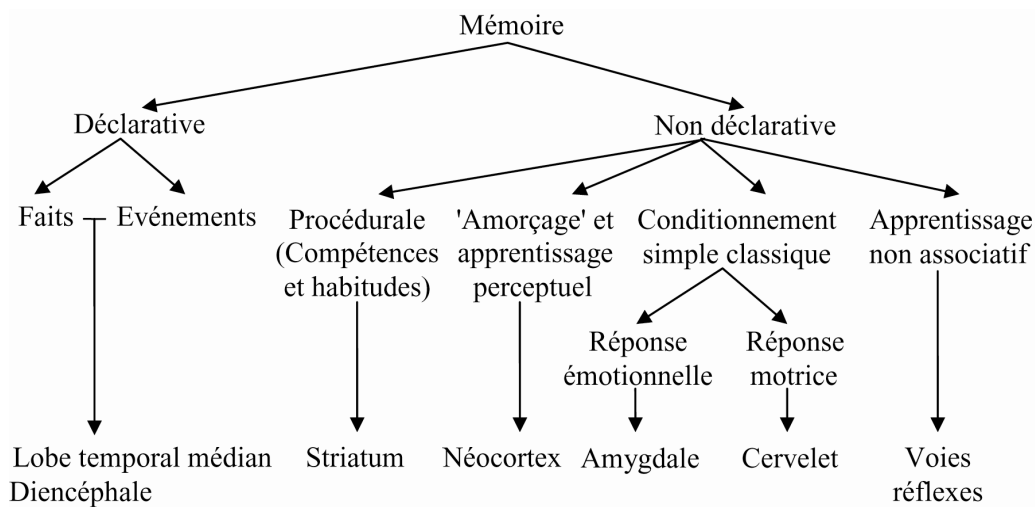 Mémoire
Déclarative
Non déclarative
Faits
Evénements
Procédurale
(Compétences
et habitudes)
'Amorçage' et
apprentissage
perceptuel
Conditionnement
simple classique
Apprentissage
non associatif
Réponse
émotionnelle
Réponse
motrice
Lobe temporal médian
Diencéphale
Striatum
Néocortex
Amygdale
Cervelet
Voies
réflexes